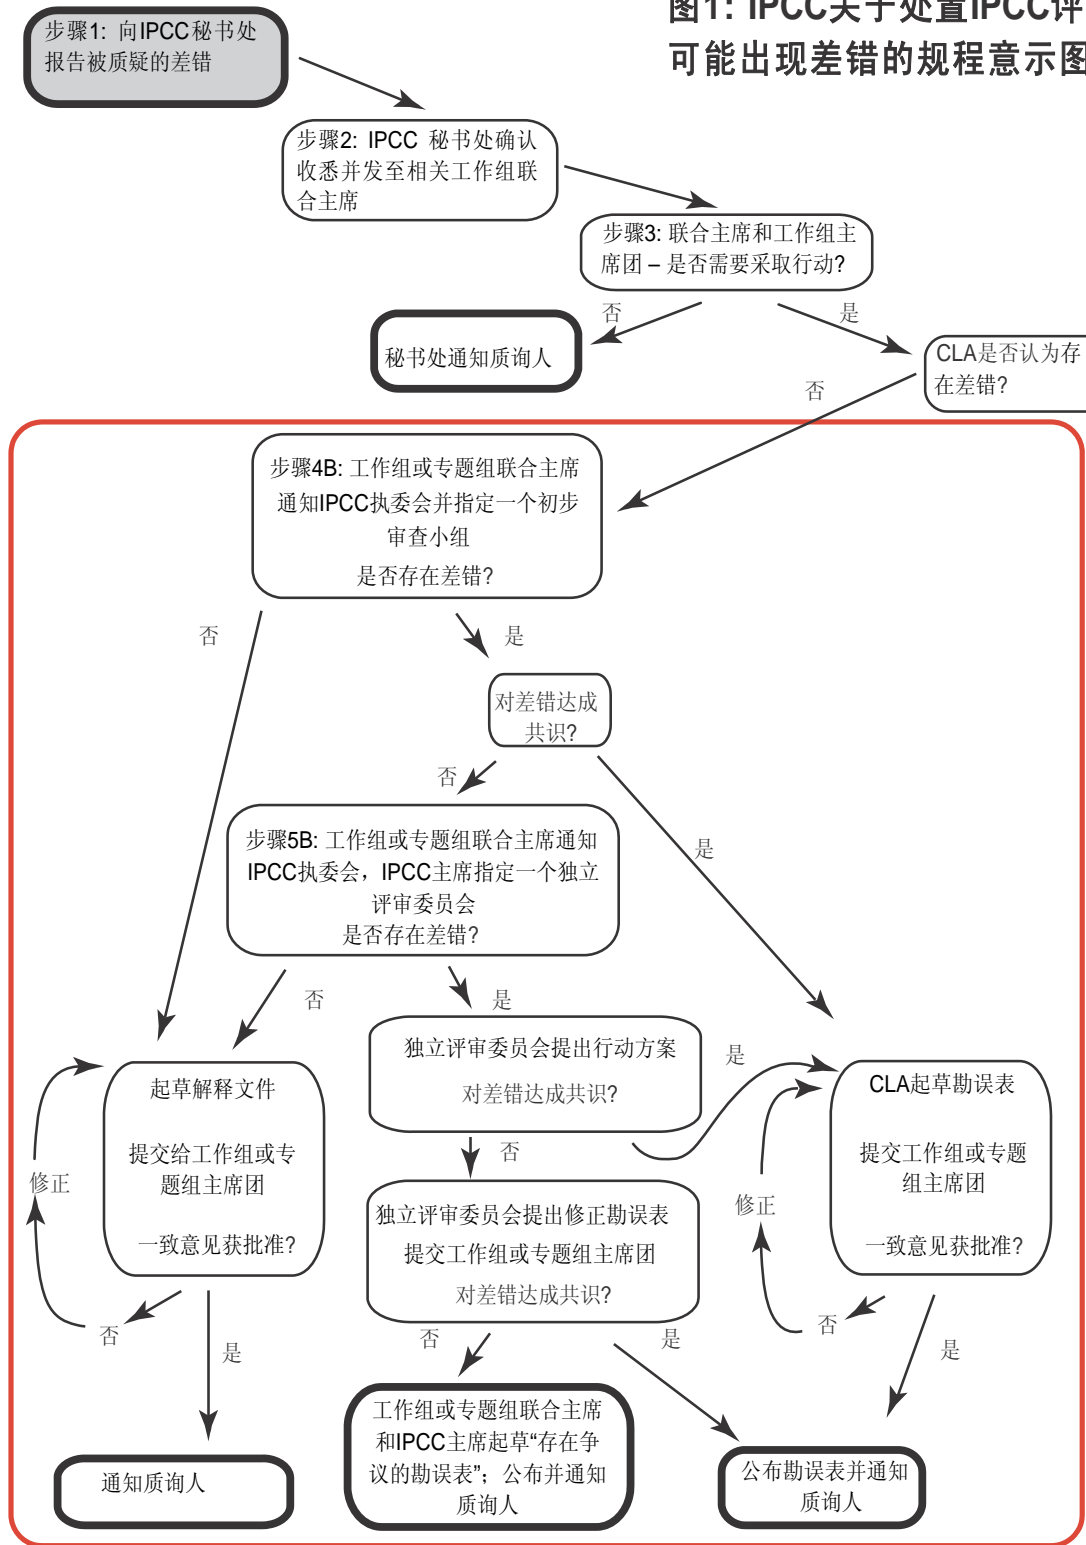 图1: IPCC关于处置IPCC评
可能出现差错的规程意示图
步骤1: 向IPCC秘书处
报告被质疑的差错
步骤2: IPCC 秘书处确认
收悉并发至相关工作组联
合主席
步骤3: 联合主席和工作组主
席团 – 是否需要采取行动?
否
是
秘书处通知质询人
CLA是否认为存
在差错?
否
步骤4B: 工作组或专题组联合主席
通知IPCC执委会并指定一个初步
审查小组
是否存在差错?
否
是
对差错达成
共识?
否
是
步骤5B: 工作组或专题组联合主席通知
IPCC执委会，IPCC主席指定一个独立
评审委员会
是否存在差错?
否
是
独立评审委员会提出行动方案
对差错达成共识?
是
否
起草解释文件
提交给工作组或专
题组主席团
一致意见获批准?
修正
否
是
独立评审委员会提出修正勘误表
提交工作组或专题组主席团
对差错达成共识?
否
是
CLA起草勘误表
提交工作组或专题
组主席团
一致意见获批准?
修正
否
是
通知质询人
工作组或专题组联合主席
和IPCC主席起草“存在争
议的勘误表”；公布并通知
质询人
公布勘误表并通知
质询人